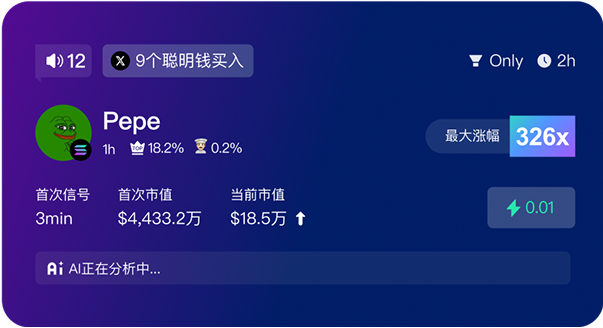 12
9个聪明钱买入
Only
2h
Pepe
1h
TOP
18.2%
0.2%
最大涨幅
326x
首次信号
首次市值
当前市值
3min
$4,433.2万
$18.5万
0.01
Ai AI正在分析中...